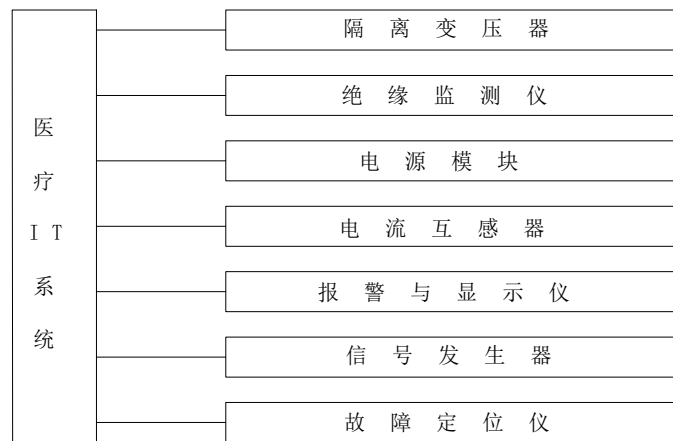 医疗IT系统
隔离变压器
绝缘监测仪
电源模块
电流互感器
报警与显示仪
信号发生器
故障定位仪